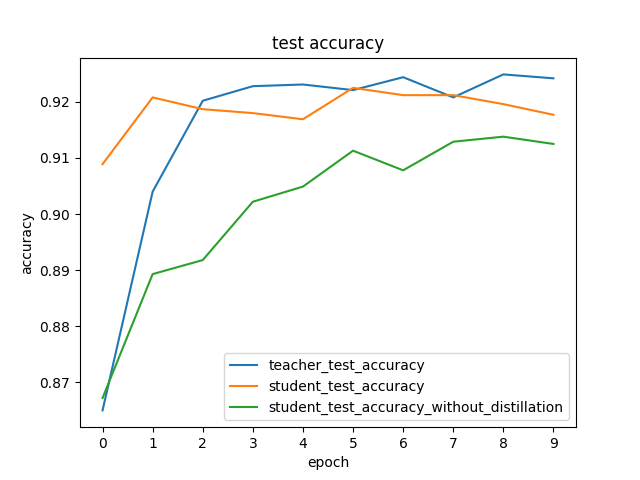 test accuracy
accuracy
0.92
0.91
0.90
0.89
0.88
0.87
teacher_test_accuracy
student_test_accuracy
student_test_accuracy_without_distillation
0 1 2 3 4 5 6 7 8 9
epoch